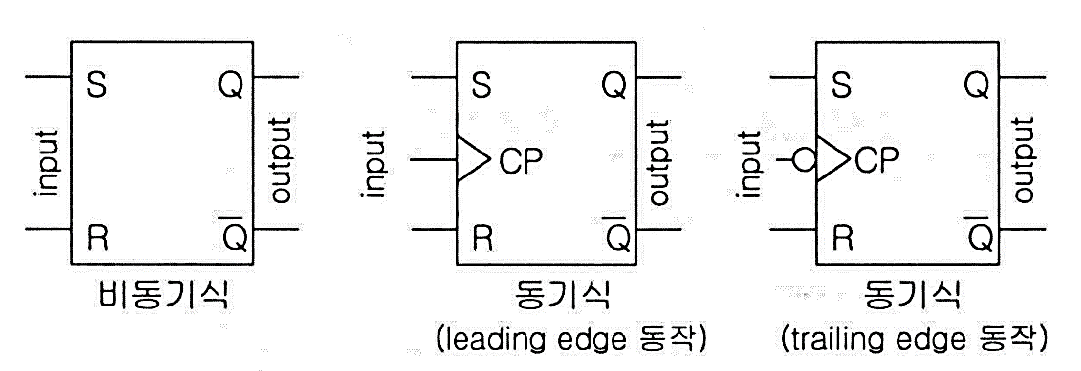 S Q
input
output
R Q̅
비동기식
S Q
input
CP
output
R Q̅
동기식
(leading edge 동작)
S Q
input
CP
output
R Q̅
동기식
(trailing edge 동작)